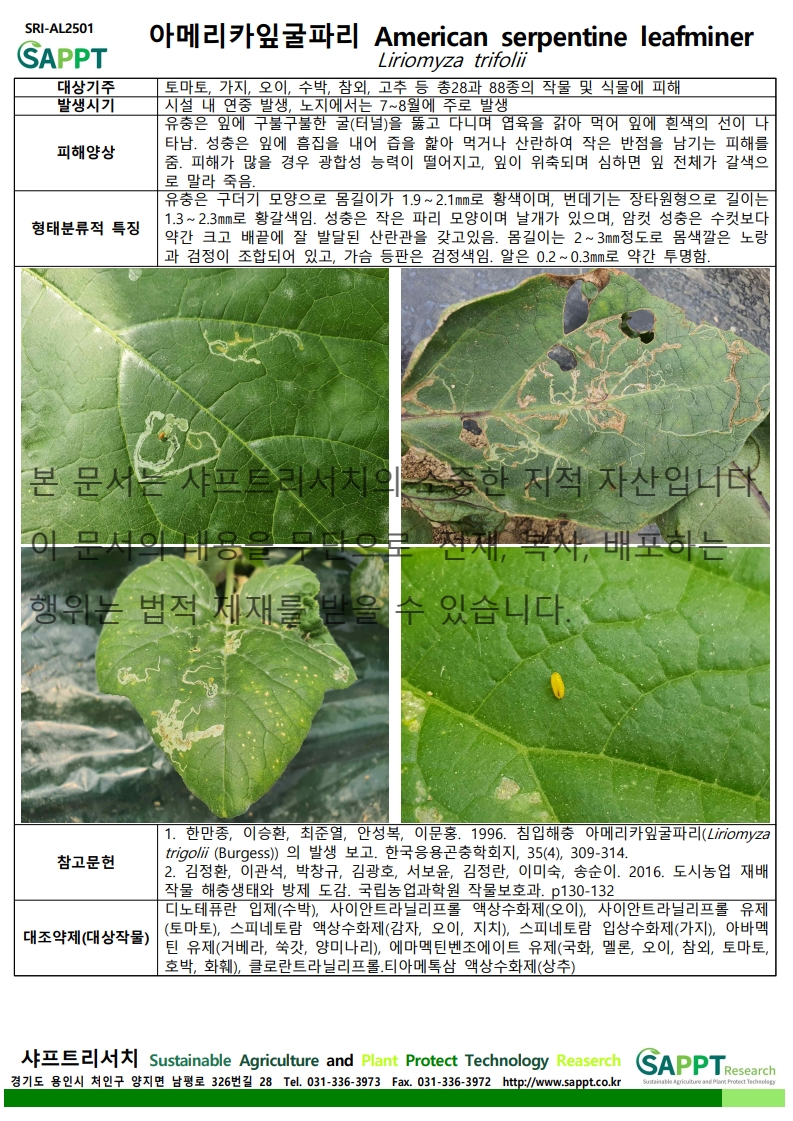 SRI-AL2501
SAPPT
아메리카잎굴파리 American serpentine leafminer
Liriomyza trifolii
대상기주
토마토, 가지, 오이, 수박, 참외, 고추 등 총28과 88종의 작물 및 식물에 피해
발생시기
시설 내 연중 발생, 노지에서는 7~8월에 주로 발생
피해양상
유충은 잎에 구불구불한 굴(터널)을 뚫고 다니며 엽육을 갉아 먹어 잎에 흰색의 선이 나
타남. 성충은 잎에 흠집을 내어 즙을 핥아 먹거나 산란하여 작은 반점을 남기는 피해를
줌. 피해가 많을 경우 광합성 능력이 떨어지고, 잎이 위축되며 심하면 잎 전체가 갈색으
로 말라 죽음.
형태분류적 특징
유충은 구더기 모양으로 몸길이가 1.9~2.1㎜로 황색이며, 번데기는 장타원형으로 길이는
1.3~2.3㎜로 황갈색임. 성충은 작은 파리 모양이며 날개가 있으며, 암컷 성충은 수컷보다
약간 크고 배끝에 잘 발달된 산란관을 갖고있음. 몸길이는 2~3㎜정도로 몸색깔은 노랑
과 검정이 조합되어 있고, 가슴 등판은 검정색임. 알은 0.2~0.3㎜로 약간 투명함.
본 문서는 샤프트리서치의 소중한 지적 자산입니다
이 문서의 내용을 무단으로 전재, 복사, 배포하는
행위는 법적 제재를 받을 수 있습니다.
참고문헌
1. 한만종, 이승환, 최준열, 안성복, 이문홍. 1996. 침입해충 아메리카잎굴파리(Liriomyza
trigolii (Burgess)) 의 발생 보고. 한국응용곤충학회지, 35(4), 309-314.
2. 김정환, 이관석, 박창규, 김광호, 서보윤, 김정란, 이미숙, 송순이. 2016. 도시농업 재배
작물 해충생태와 방제 도감. 국립농업과학원 작물보호과. p130-132
대조약제(대상작물)
디노테퓨란 입제(수박), 사이안트라닐리프롤 액상수화제(오이), 사이안트라닐리프롤 유제
(토마토), 스피네토람 액상수화제(감자, 오이, 지치), 스피네토람 입상수화제(가지), 아바멕
틴 유제(거베라, 쑥갓, 양미나리), 에마멕틴벤조에이트 유제(국화, 멜론, 오이, 참외, 토마토,
호박, 화훼), 클로란트라닐리프롤.티아메톡삼 액상수화제(상추)
샤프트리서치 Sustainable Agriculture and Plant Protect Technology Reaserch
경기도 용인시 처인구 양지면 남평로 326번길 28 Tel. 031-336-3973 Fax. 031-336-3972 http://www.sappt.co.kr
SAPPT Research
Sustainable Agriculture and Plant Protect Technology